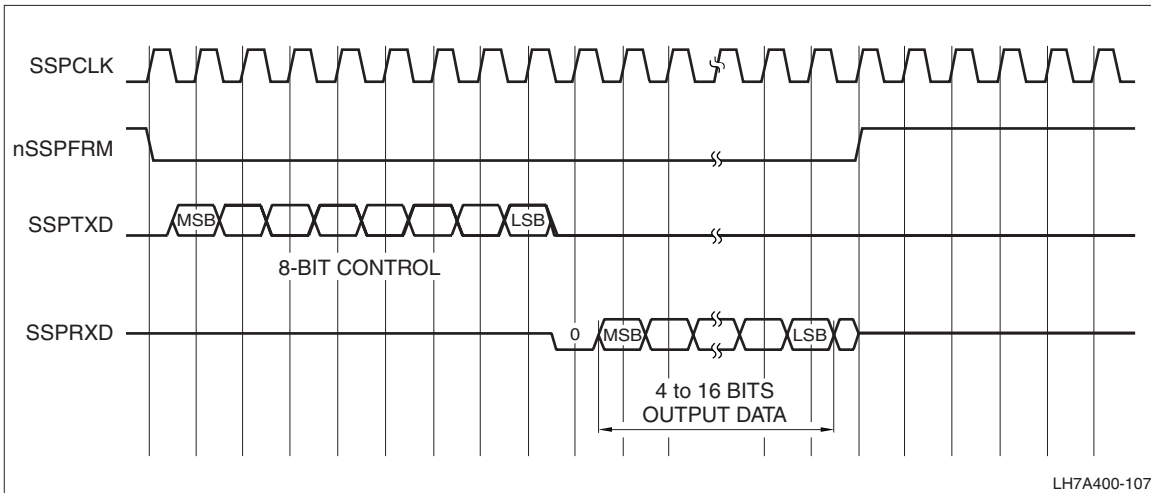 SSPCLK
nSSPFRM
SSPTXD
MSB
LSB
8-BIT CONTROL
SSPRXD
0
MSB
LSB
4 to 16 BITS
OUTPUT DATA
LH7A400-107